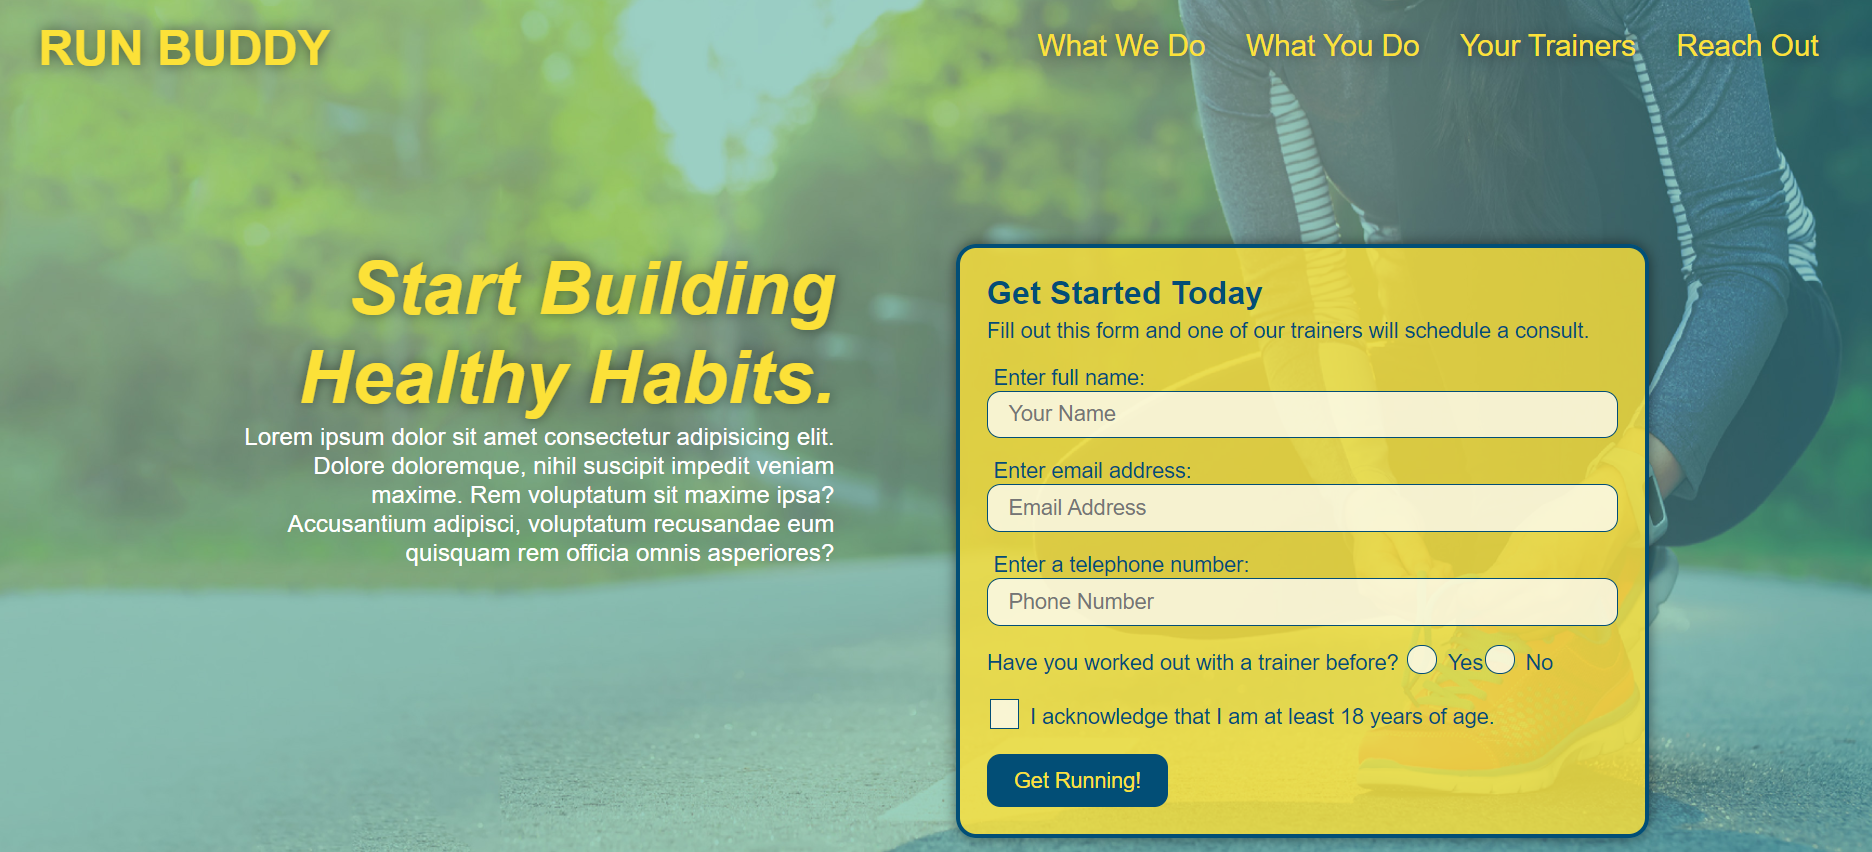 RUN BUDDY
What We Do
What You Do
Your Trainers
Reach Out
Start Building
Healthy Habits.
Lorem ipsum dolor sit amet consectetur adipisicing elit.
Dolore doloremque, nihil suscipit impedit veniam
maxime. Rem voluptatum sit maxime ipsa?
Accusantium adipisci, voluptatum recusandae eum
quisquam rem officia omnis asperiores?
Get Started Today
Fill out this form and one of our trainers will schedule a consult.
Enter full name:
Your Name
Enter email address:
Email Address
Enter a telephone number:
Phone Number
Have you worked out with a trainer before? Yes No
I acknowledge that I am at least 18 years of age.
Get Running!